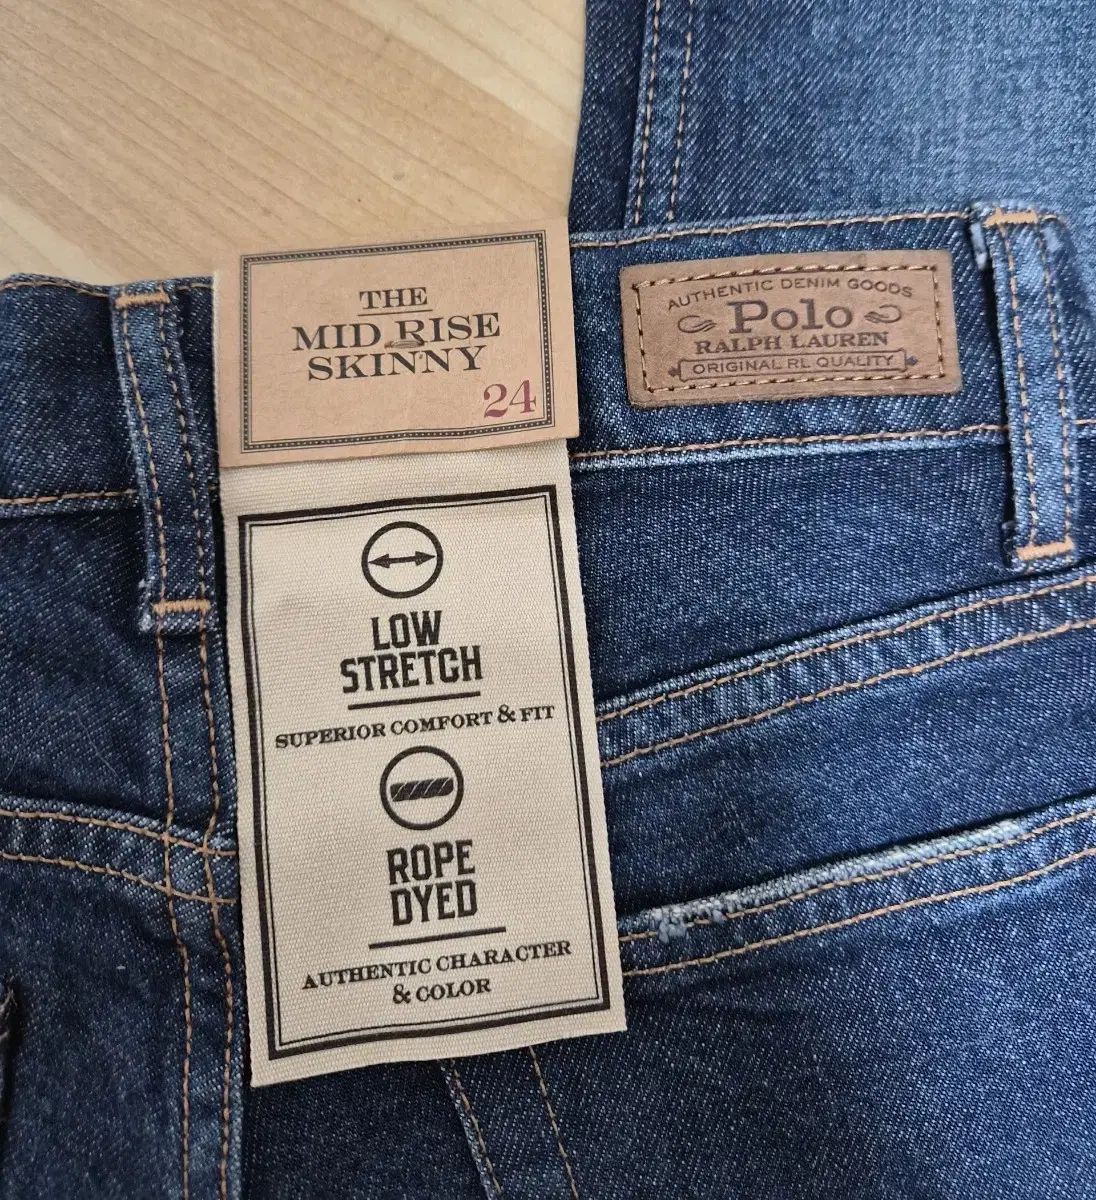 THE
MID RISE
SKINNY
24
LOW
STRETCH
SUPERIOR COMFORT & FIT
ROPE
DYED
AUTHENTIC CHARACTER
& COLOR
AUTHENTIC DENIM GOODS
Polo
RALPH LAUREN
ORIGINAL RL QUALITY